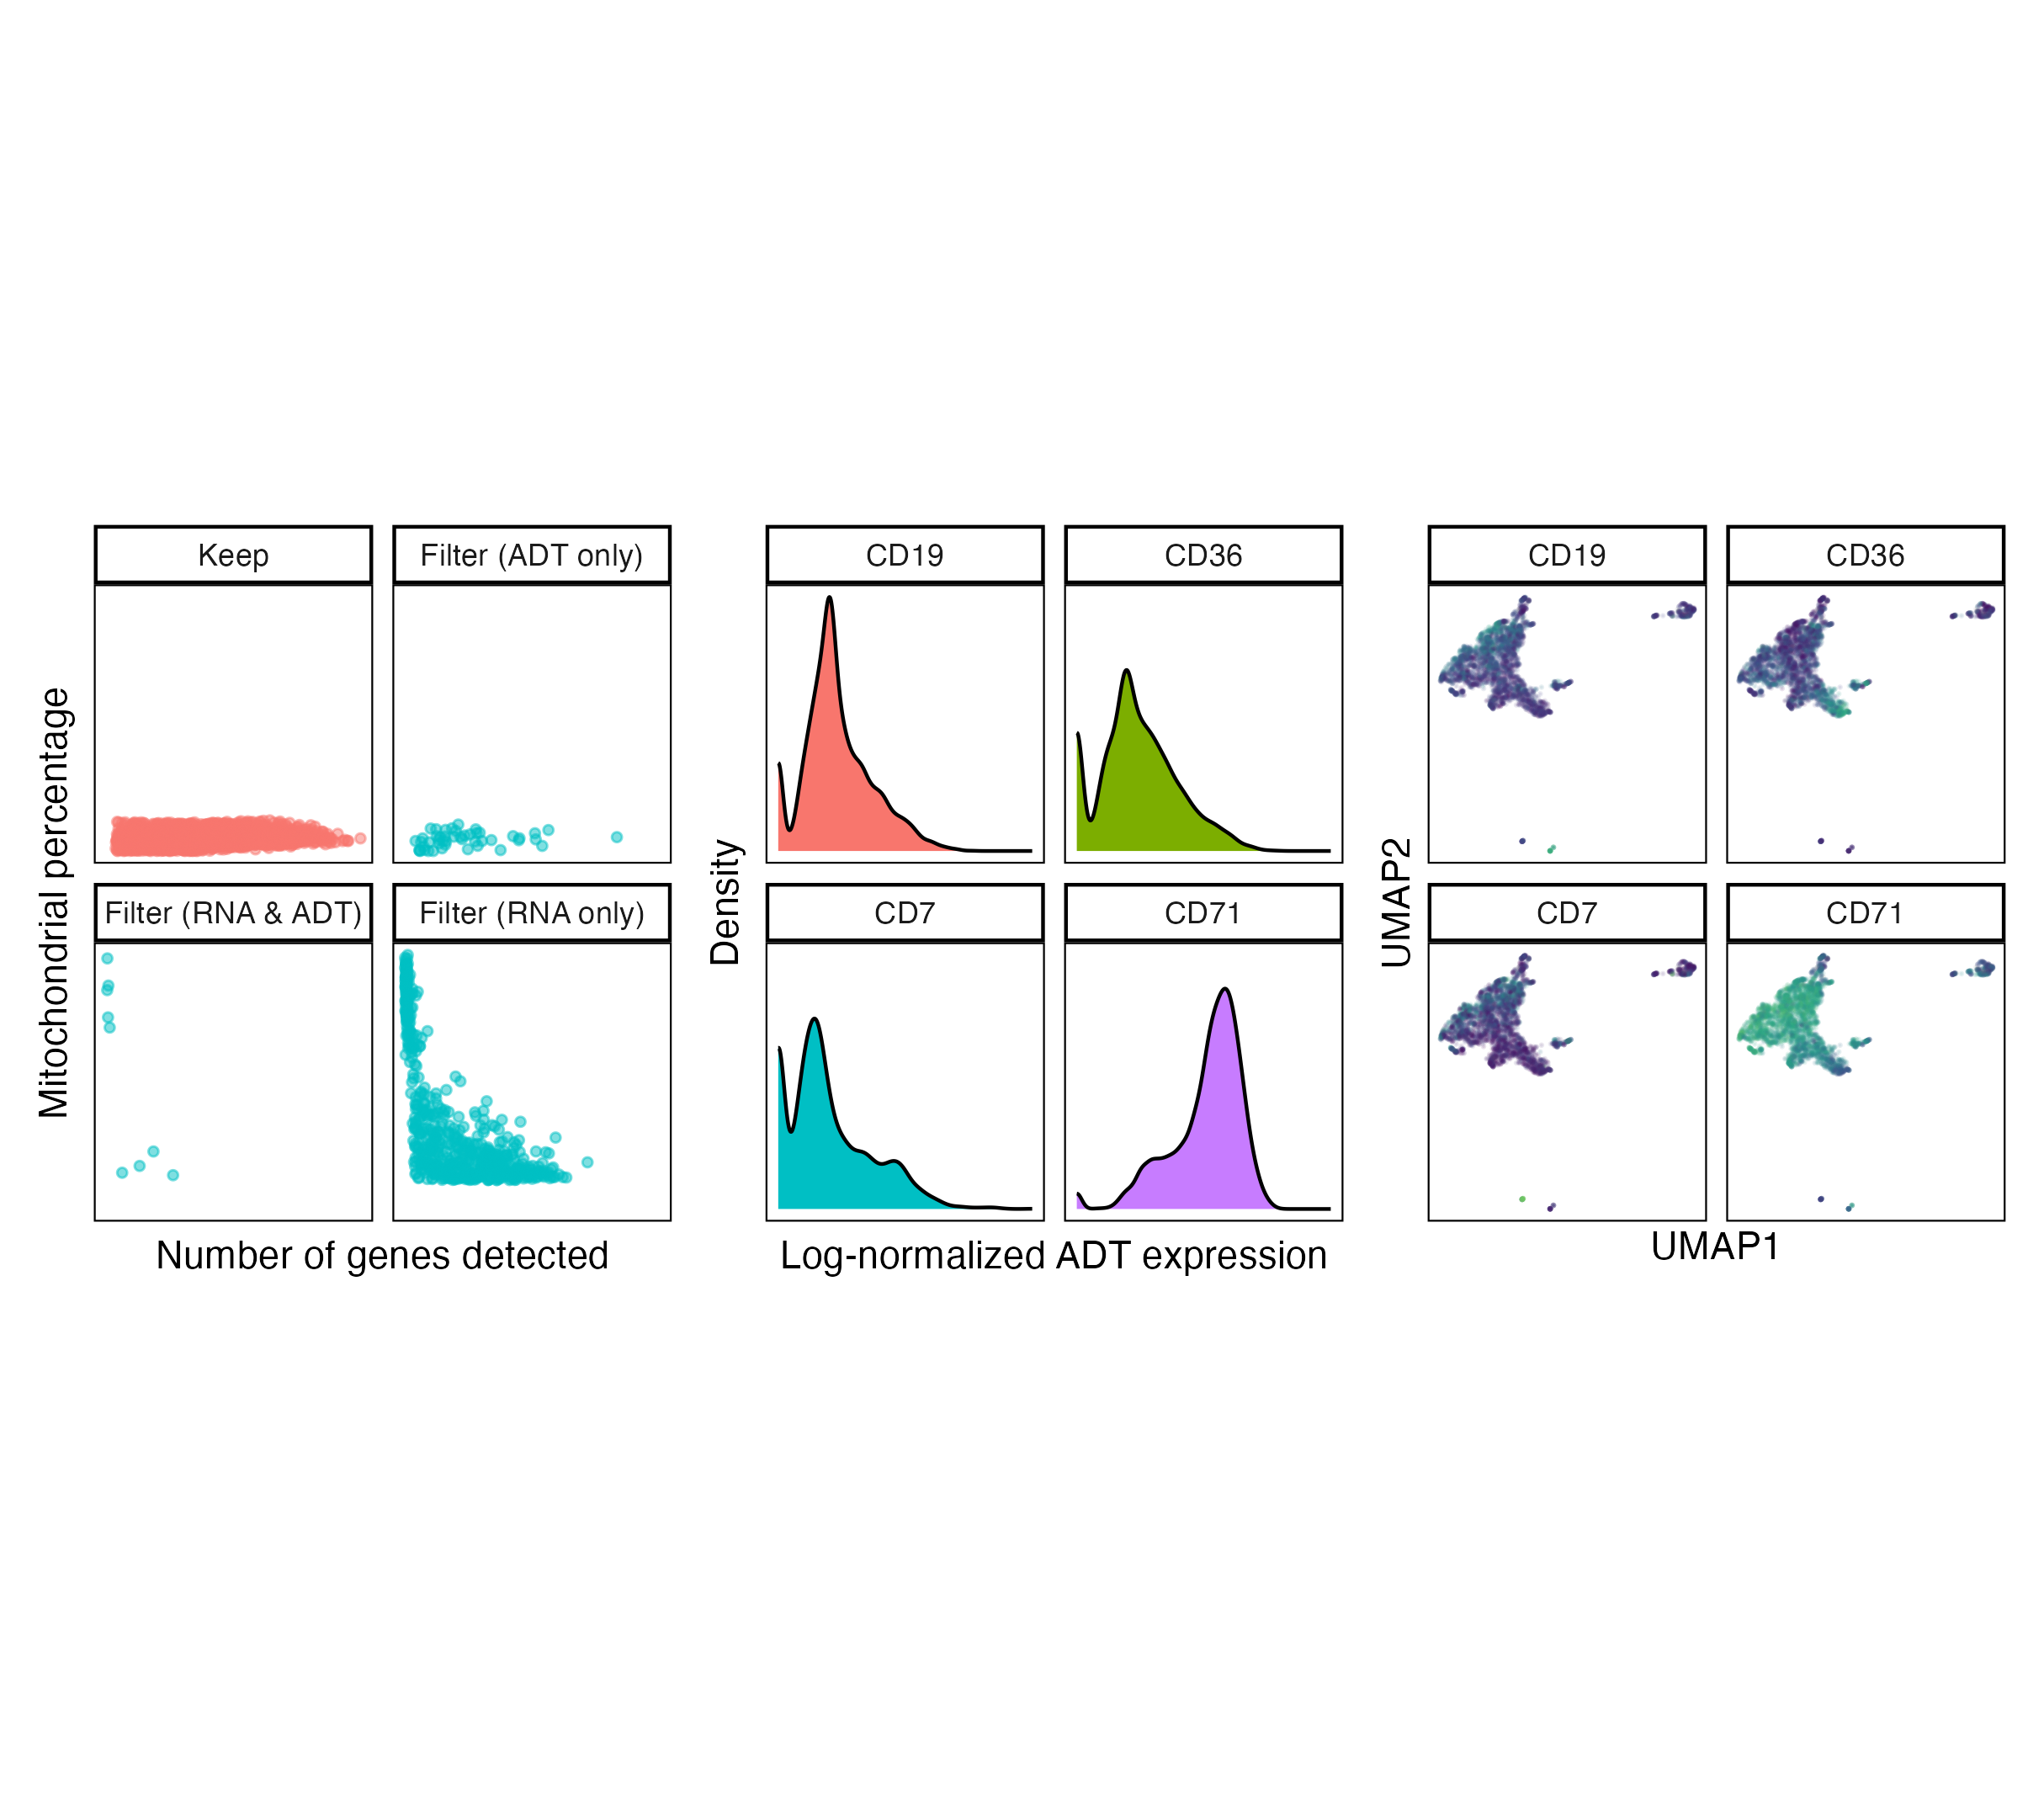 Mitochondrial percentage
Keep
Filter (ADT only)
Filter (RNA & ADT)
Filter (RNA only)
Number of genes detected
Density
CD19
CD36
CD7
CD71
Log-normalized ADT expression
UMAP2
CD19
CD36
CD7
CD71
UMAP1